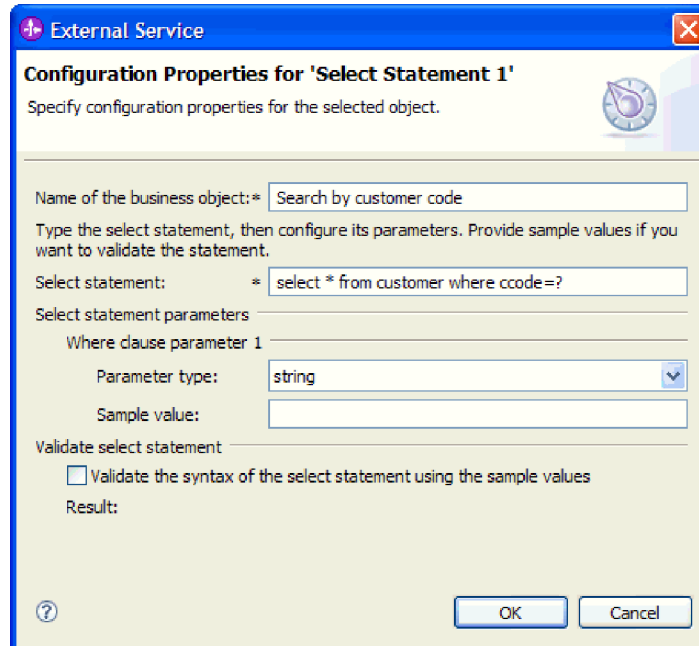 External Service
Configuration Properties for 'Select Statement 1'
Specify configuration properties for the selected object.
Name of the business object:* Search by customer code
Type the select statement, then configure its parameters. Provide sample values if you
want to validate the statement.
Select statement: * select * from customer where ccode=?
Select statement parameters
Where clause parameter 1
Parameter type: string
Sample value:
Validate select statement
Validate the syntax of the select statement using the sample values
Result:
? OK Cancel